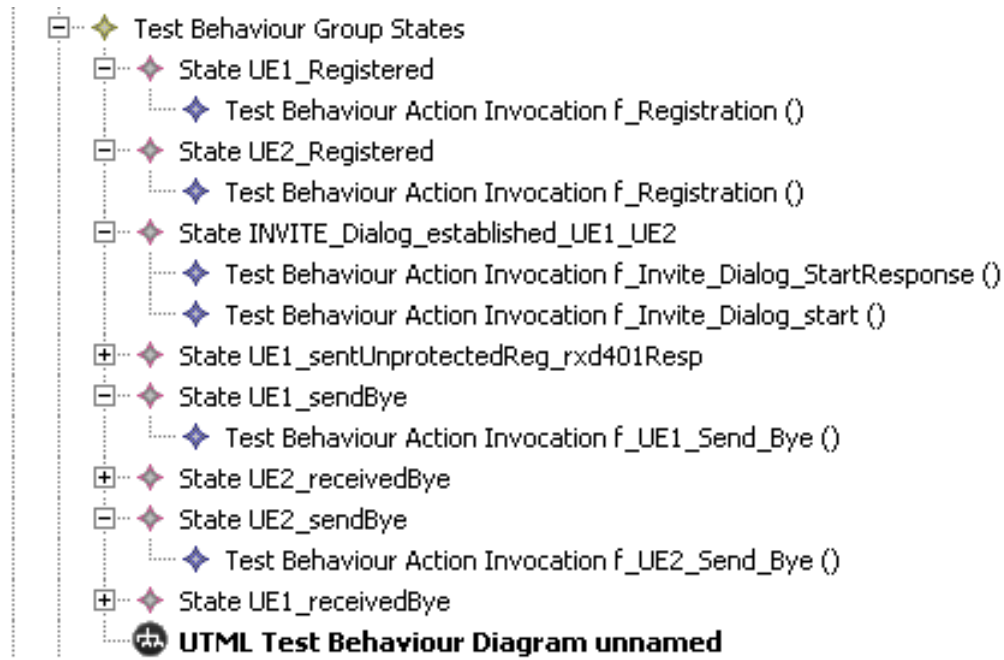 Test Behaviour Group States
State UE1_Registered
Test Behaviour Action Invocation f_Registration ()
State UE2_Registered
Test Behaviour Action Invocation f_Registration ()
State INVITE_Dialog_established_UE1_UE2
Test Behaviour Action Invocation f_Invite_Dialog_StartResponse ()
Test Behaviour Action Invocation f_Invite_Dialog_start ()
State UE1_sentUnprotectedReg_rxd401Resp
State UE1_sendBye
Test Behaviour Action Invocation f_UE1_Send_Bye ()
State UE2_receivedBye
State UE2_sendBye
Test Behaviour Action Invocation f_UE2_Send_Bye ()
State UE1_receivedBye
UTML Test Behaviour Diagram unnamed